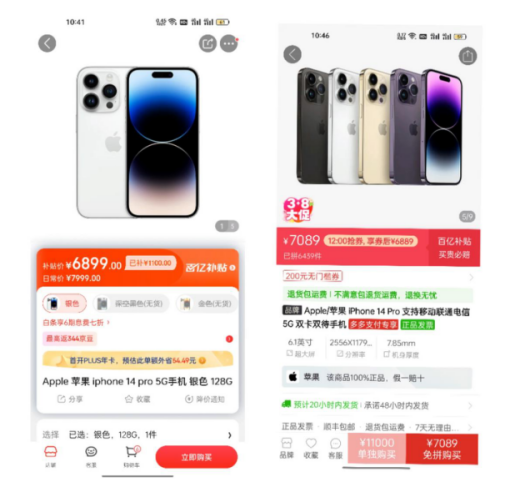 10:41
1/5
补贴价 ¥6899.00 已补¥1100.00 百亿补贴
日常价 ¥7999.00
银色 深空黑色(无货) 金色(无货)
白条享6期息费七折 >
最高返344京豆
首开PLUS年卡，预估此单额外省54.49元
Apple 苹果 iphone 14 pro 5G手机 银色 128G
分享 收藏 降价通知
选择 已选：银色，128G，1件
购物车
立即购买
10:46
3.8
大促
5/9
¥7089 12:00抢券，享券后¥6889 百亿补贴
已拼6459件 买贵必赔
200元无门槛券
退货包运费 | 不满意包退货运费，退换无忧
品牌 Apple/苹果 iPhone 14 Pro 支持移动联通电信
5G 双卡双待手机 多多支付专享 正品发票
6.1英寸 2556X1179... 7.85mm
超大屏 分辨率 机身厚度
苹果 该商品100%正品，假一赔十
预计20小时内发货 | 承诺48小时内发货
正品发票 · 顺丰包邮 · 退货包运费 · 7天无理由...
品牌 收藏 客服
¥11000 ¥7089
单独购买 免拼购买